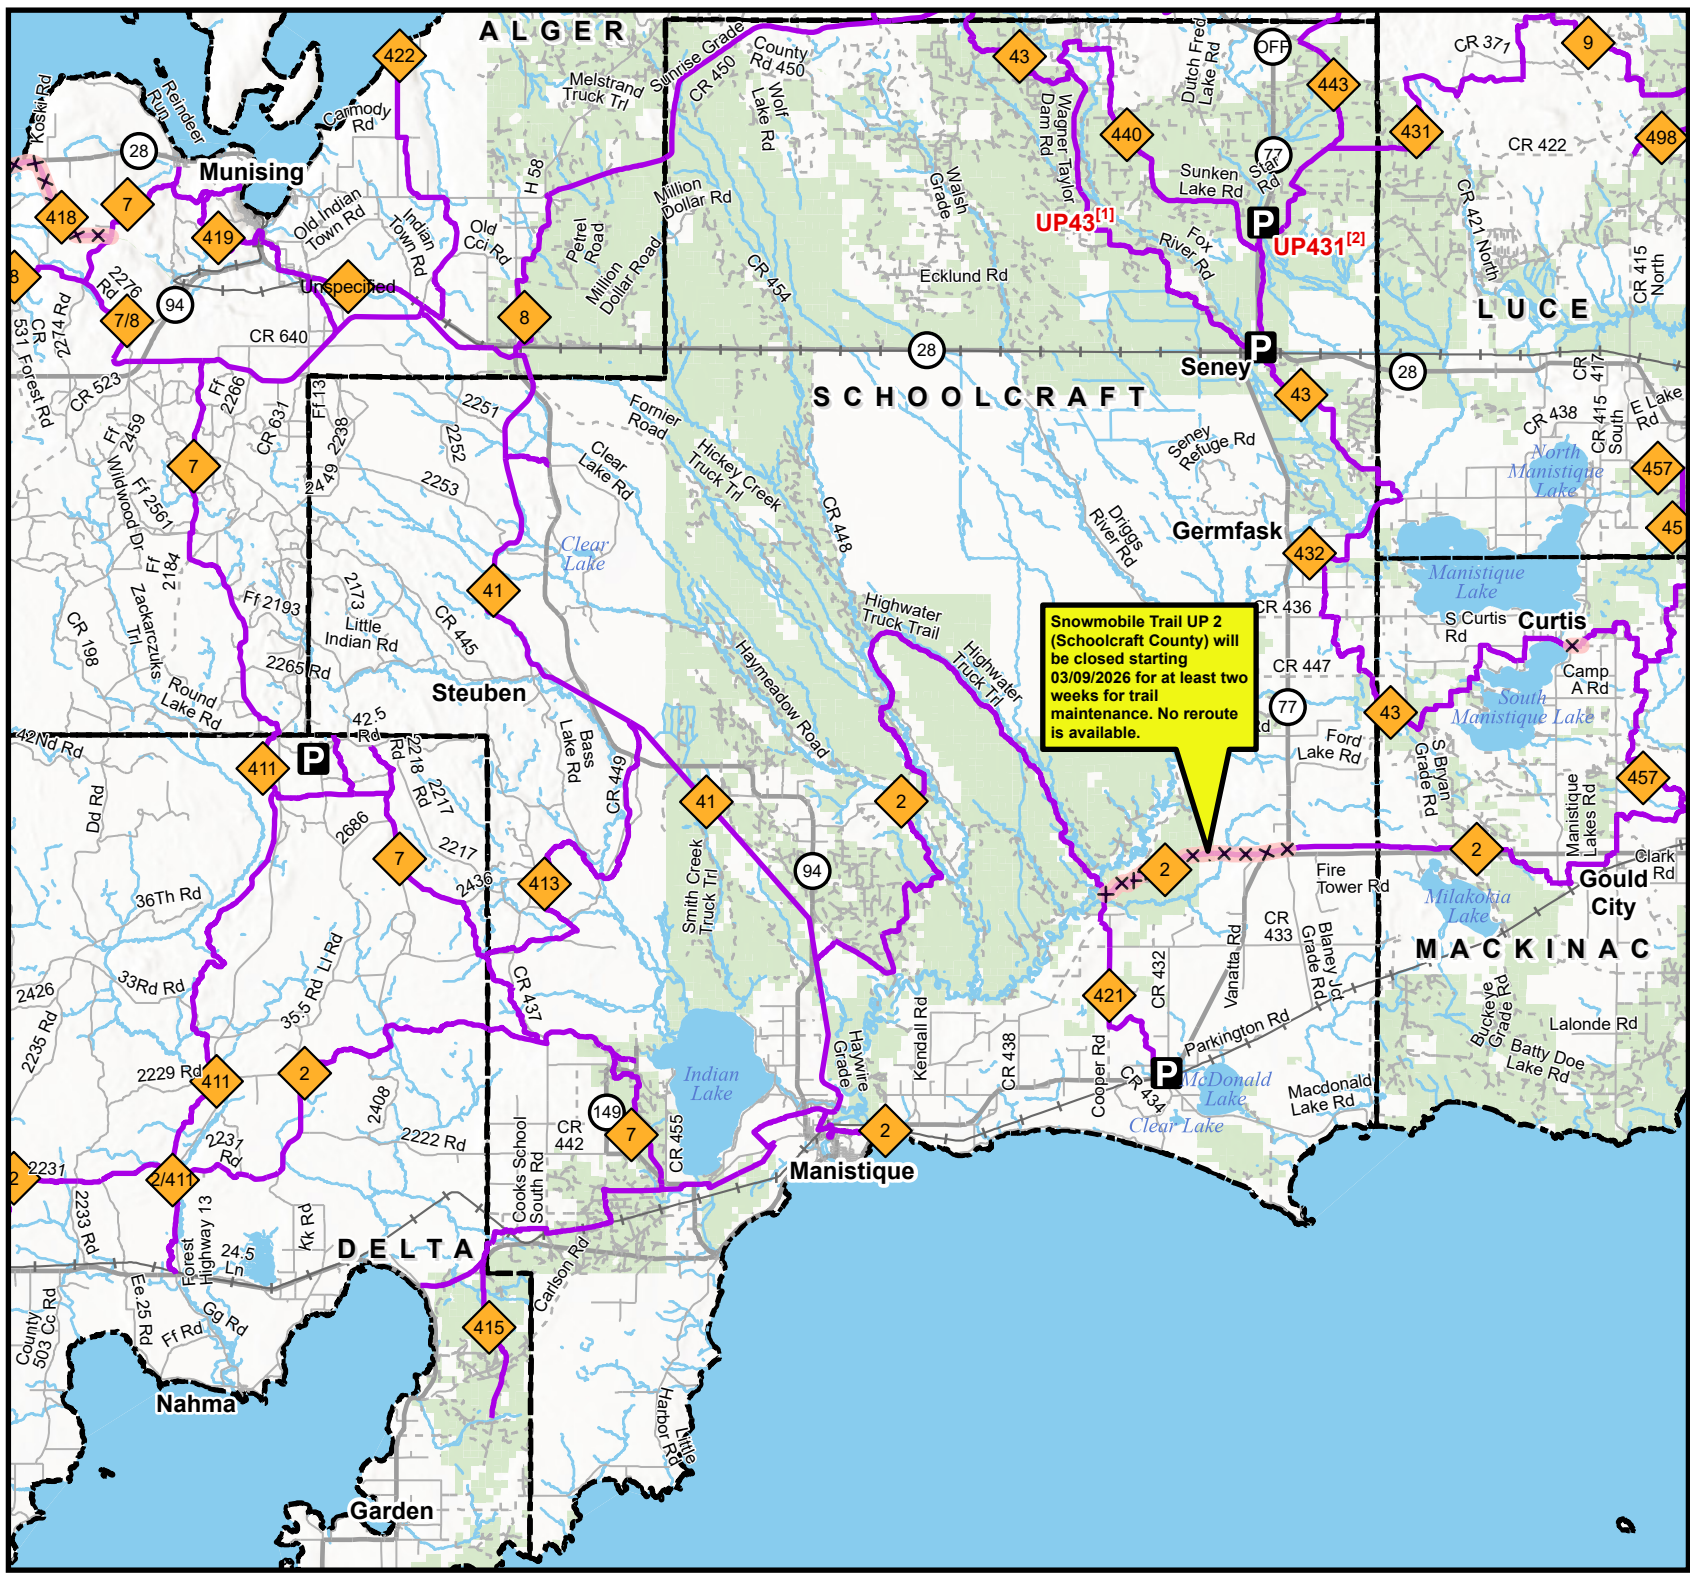 ALGER
422
Koski Rd
Reindeer
Run
Carmody
Rd
28
Munising
418
7
419
Old Indian
Town Rd
Indian
Town Rd
Old
Cci Rd
H 58
8
2276
Rd
94
Unspecified
7/8
CR 640
8
2274 Rd
CR
531
Forest Rd
CR 523
Melstrand
Truck Trl
Sunrise Grade
CR 450
County
Rd 450
Wolf
Lake Rd
Million
Dollar Rd
Petrel
Road
Million
Dollar Road
CR 454
43
Wagner Taylor
Dam Rd
440
Dutch Fred
Lake Rd
OFF
443
77
Star
Rd
Sunken
Lake Rd
Walsh
Grade
UP43[1]
P
UP431[2]
Fox
River Rd
Ecklund Rd
28
P
Seney
SCHOOLCRAFT
43
CR 371
9
431
498
CR 422
CR 421 North
CR 415
North
LUCE
28
CR
417
CR 438
CR 415
South
E Lake
Rd
North
Manistique
Lake
457
45
Ff
2266
Ff 13
CR 631
2238
2449
Ff
2459
Wildwood Dr
Ff 2561
7
Ff
2184
Zackarczuks
Trl
Ff 2193
CR 198
2265 Rd
Round
Lake Rd
2251
2252
2253
Fornier
Road
Clear
Lake Rd
Hickey Creek
Truck Trl
CR 448
Clear
Lake
41
2173
Little
Indian Rd
CR 445
Steuben
Seney
Refuge Rd
Driggs
River Rd
Germfask
432
CR 436
Manistique
Lake
S Curtis
Rd
Curtis
Camp
A Rd
South
Manistique Lake
Highwater
Truck Trail
Highwater
Truck Trl
Haymeadow Road
Snowmobile Trail UP 2
(Schoolcraft County) will
be closed starting
03/09/2026 for at least two
weeks for trail
maintenance. No reroute
is available.
CR 447
77
Rd
Ford
Lake Rd
43
S Bryan
Grade Rd
457
Manistique
Lakes Rd
42Nd Rd
411
P
42.5
Rd
2218
Rd
2217
Rd
2217
2686
2436
7
Dd Rd
36Th Rd
Bass
Lake Rd
CR 449
41
413
Smith Creek
Truck Trl
94
2
2
2
Clark
Rd
Fire
Tower Rd
Gould
City
Milakokia
Lake
MACKINAC
33Rd Rd
2426
Ll Rd
35.5 Rd
2235 Rd
CR 437
421
CR 432
Vanatta Rd
CR
433
Blaney Jct
Grade Rd
Buckeye
Grade Rd
Lalonde Rd
Batty Doe
Lake Rd
2229 Rd
411
2
2408
2231
Rd
2222 Rd
Cooks School
South Rd
149
CR
442
7
CR 455
Indian
Lake
Haywire
Grade
Kendall Rd
CR 438
Cooper Rd
Parkington Rd
P
CR 434
McDonald
Lake
Clear Lake
Macdonald
Lake Rd
2
2231
2/411
2233 Rd
Manistique
2
Forest
Highway 13
24.5
Ln
Kk Rd
DELTA
Carlson Rd
County
503
Cc Rd
Ee.25 Rd
Ff Rd
Gg Rd
415
Nahma
Little
Harbor Rd
Garden